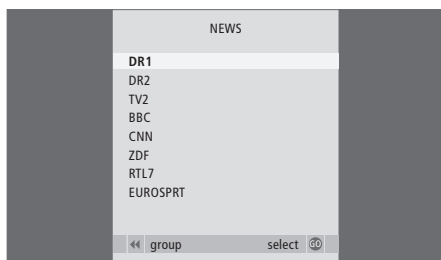 NEWS
DR1
DR2
TV2
BBC
CNN
ZDF
RTL7
EUROSPRT
group select GO